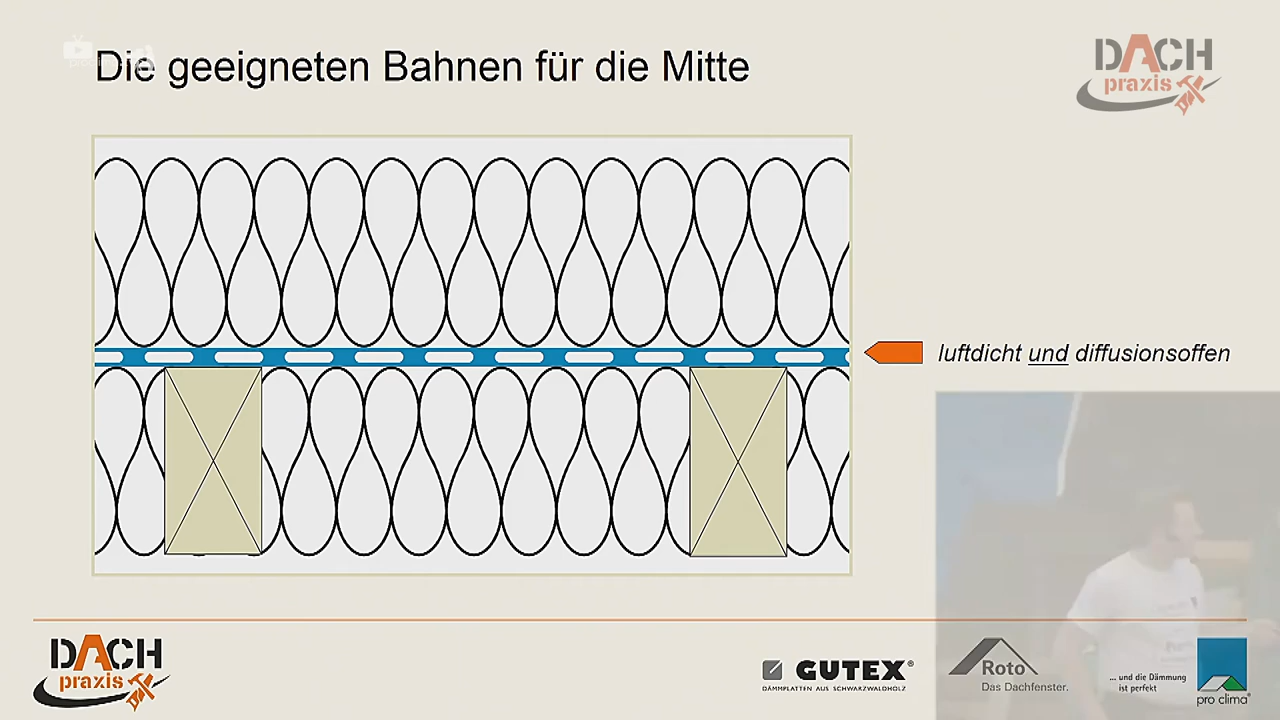 Die geeigneten Bahnen für die Mitte
DACH
praxis
luftdicht und diffusionsoffen
DACH
praxis
GUTEX®
DÄMMPLATTEN AUS SCHWARZWALDHOLZ
Roto
Das Dachfenster.
... und die Dämmung
ist perfekt
pro clima®